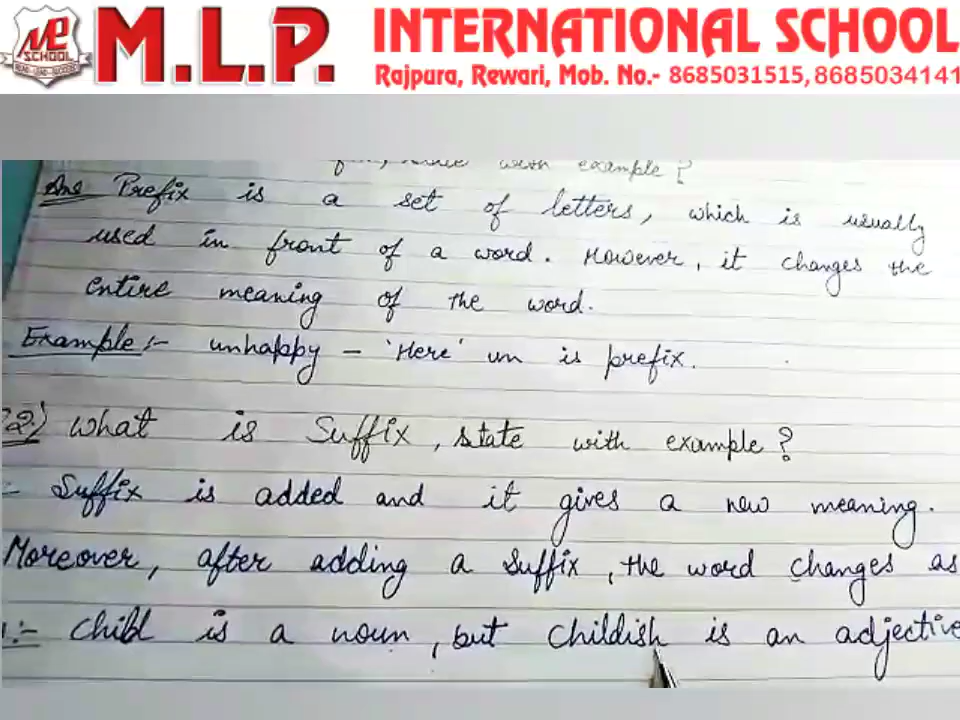 M.L.P. INTERNATIONAL SCHOOL
SCHOOL
Rajpura, Rewari, Mob. No.- 8685031515, 8685034141
with example?
Ans Prefix is a set of letters, which is usually
used in front of a word. However, it changes the
entire meaning of the word.
Example:- unhappy - 'Here' un is prefix.
2.) What is Suffix, state with example?
Suffix is added and it gives a new meaning.
Moreover, after adding a Suffix, the word changes as
:- Child is a noun, but Childish is an adjective